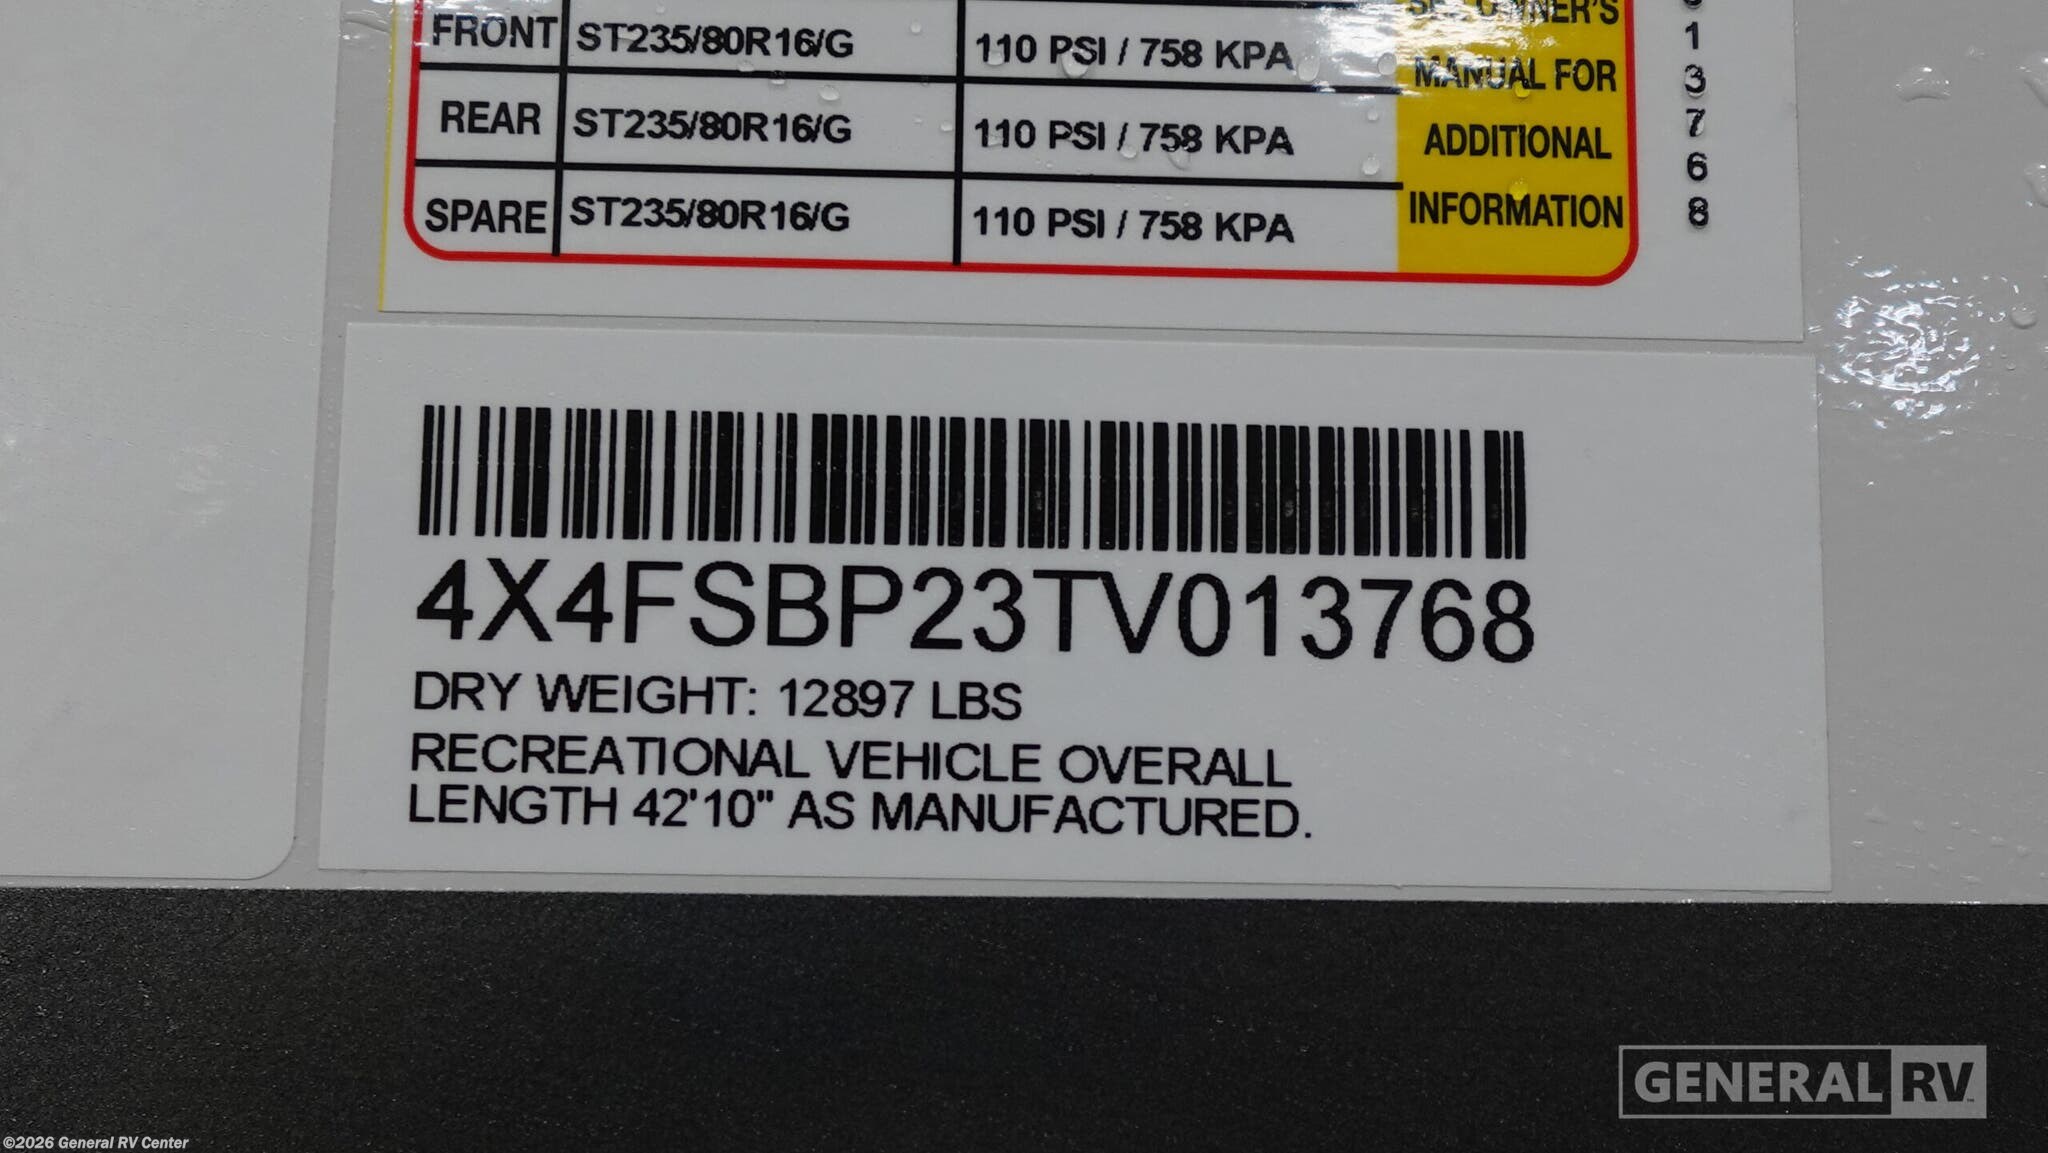 FRONT ST235/80R16/G 110 PSI / 758 KPA
REAR ST235/80R16/G 110 PSI / 758 KPA
SPARE ST235/80R16/G 110 PSI / 758 KPA
OWNER'S
MANUAL FOR
ADDITIONAL
INFORMATION
1
3
7
6
8
4X4FSBP23TV013768
DRY WEIGHT: 12897 LBS
RECREATIONAL VEHICLE OVERALL
LENGTH 42'10" AS MANUFACTURED.
GENERAL RV
©2026 General RV Center